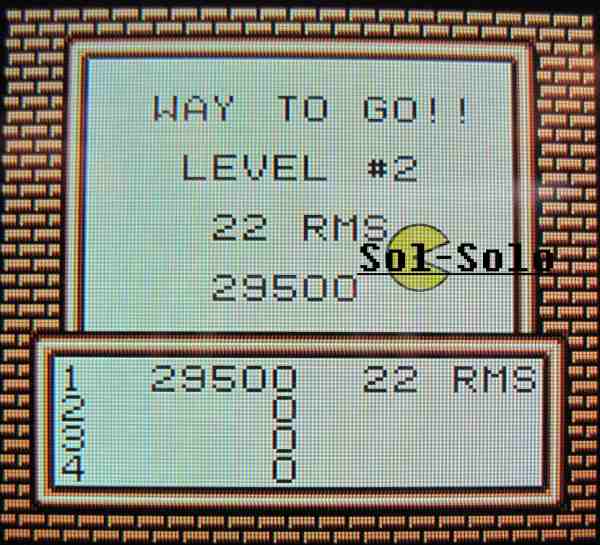 WAY TO GO!!
LEVEL #2
22 RMS
Sol-Solo
29500
1 29500 22 RMS
2 0
3 0
4 0